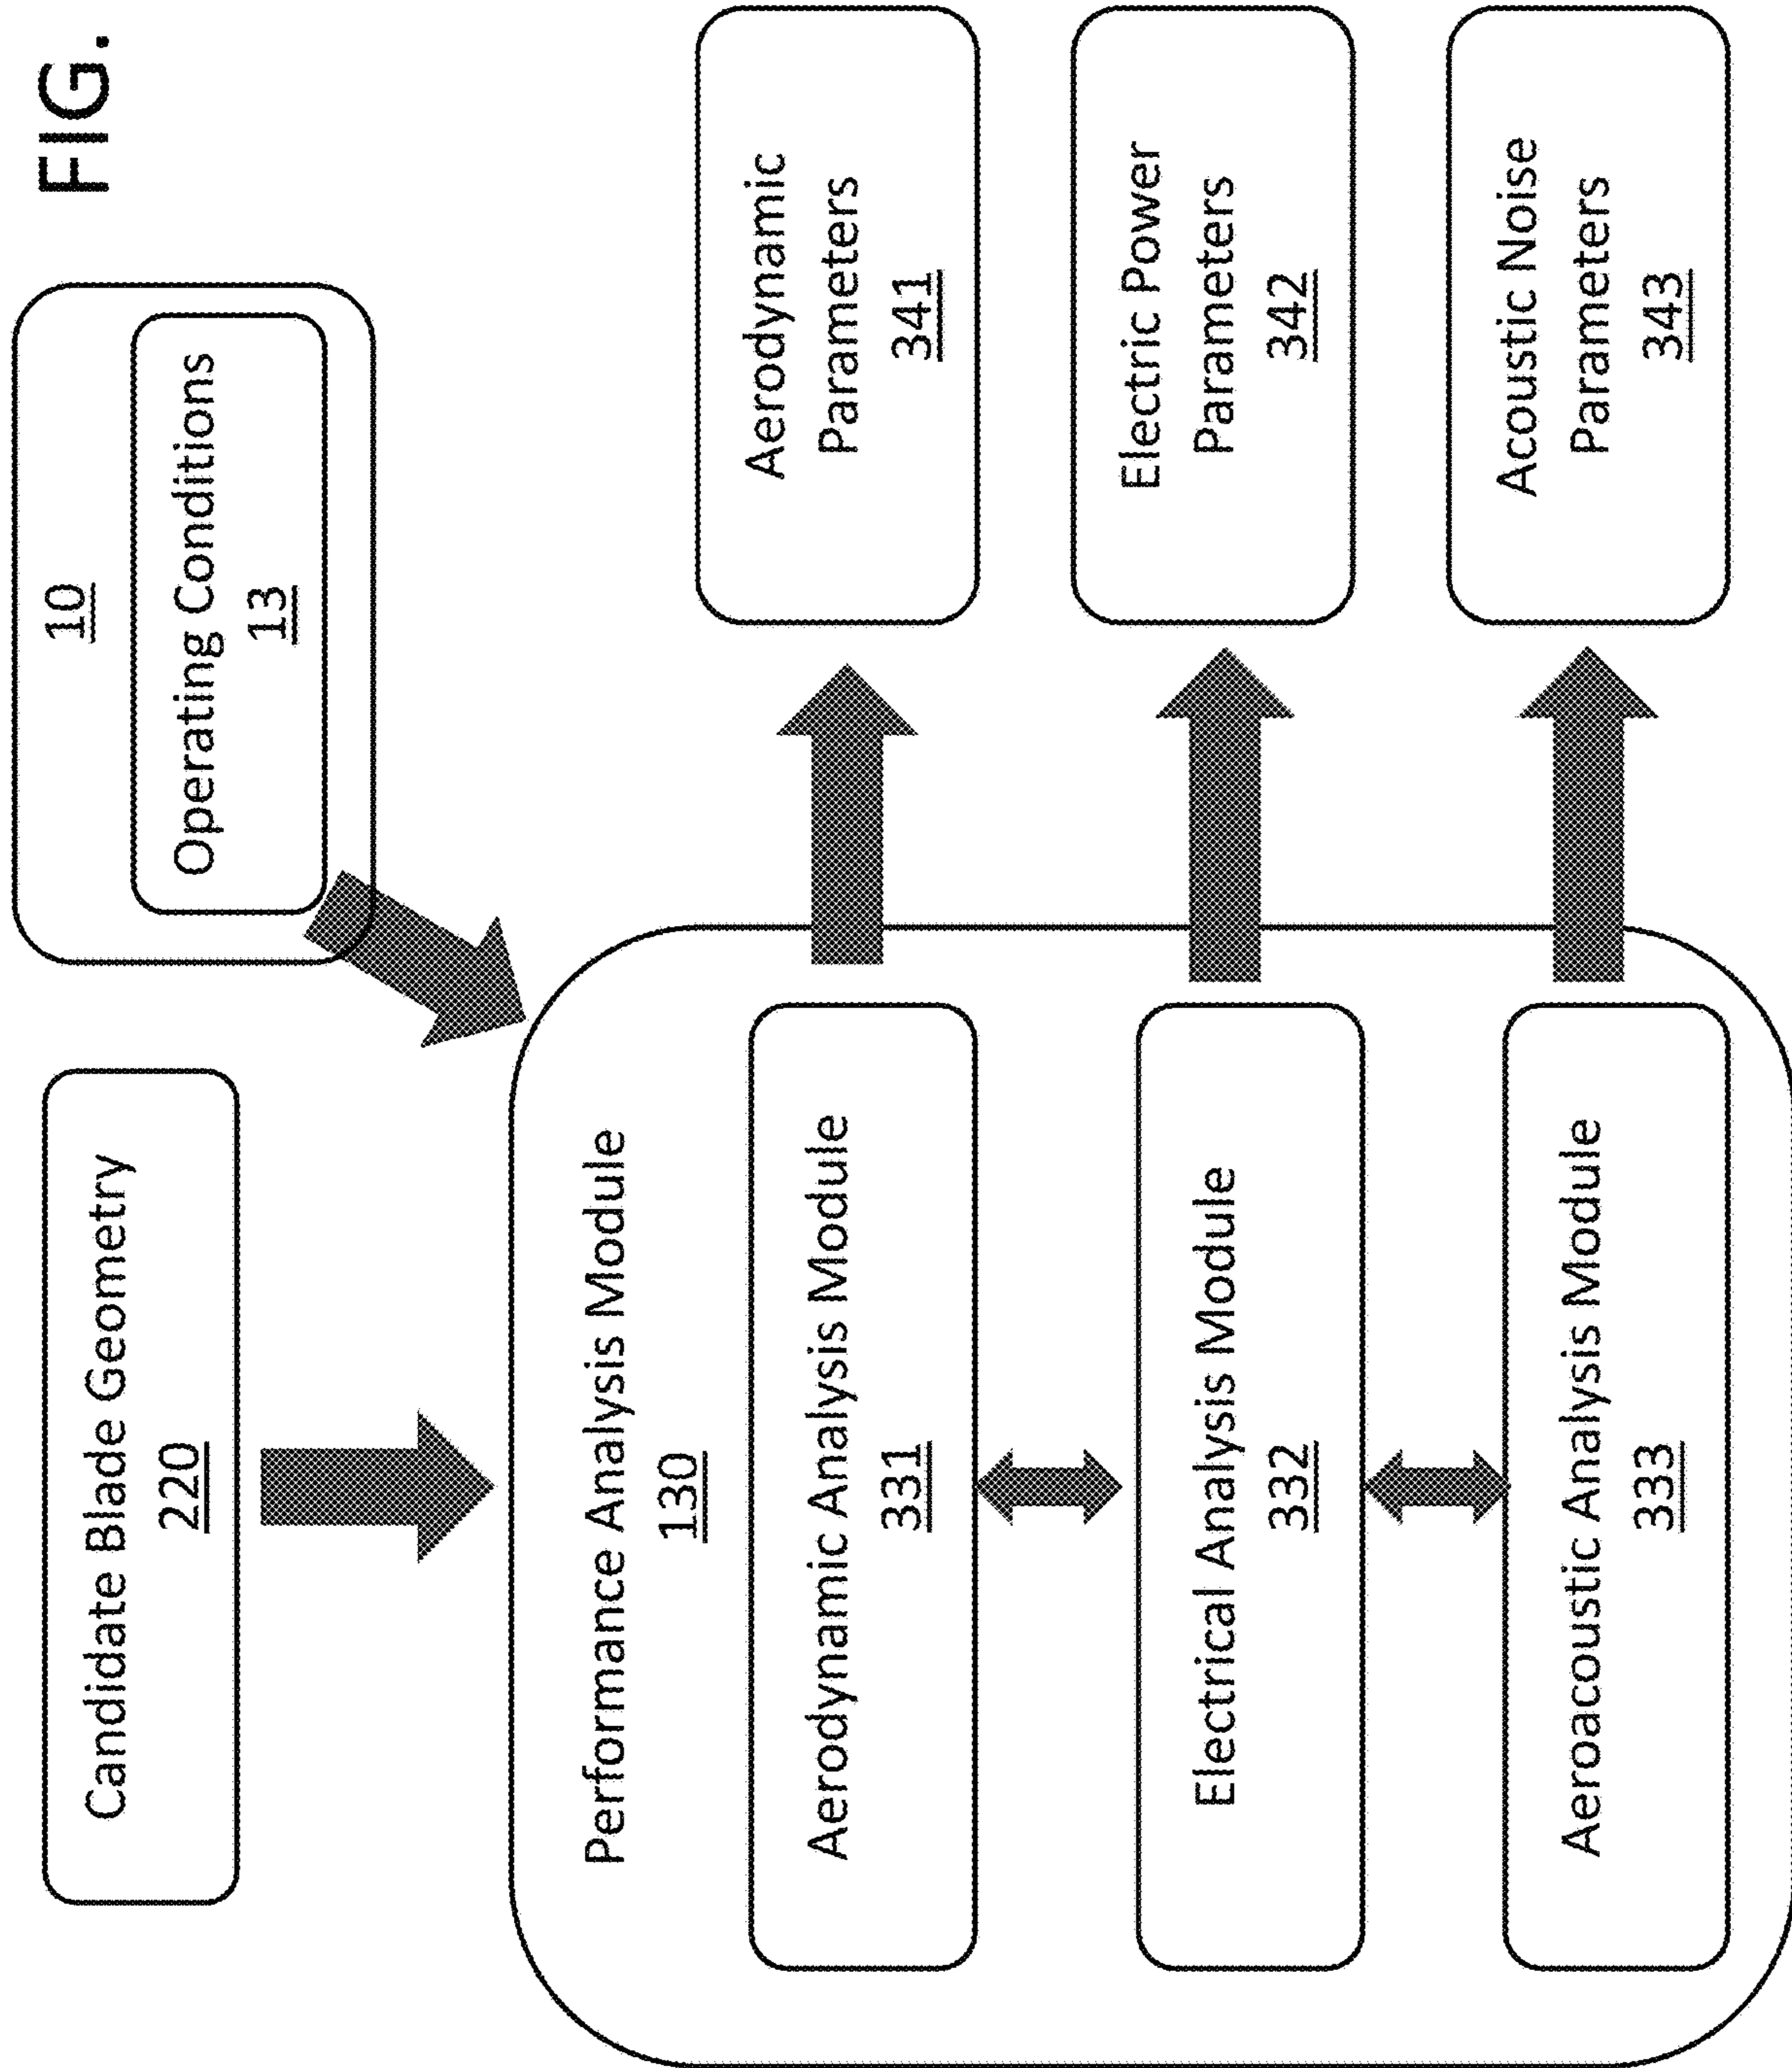 FIG.
10
Operating Conditions
13
Candidate Blade Geometry
220
Performance Analysis Module
130
Aerodynamic Analysis Module
331
Electrical Analysis Module
332
Aeroacoustic Analysis Module
333
Aerodynamic
Parameters
341
Electric Power
Parameters
342
Acoustic Noise
Parameters
343